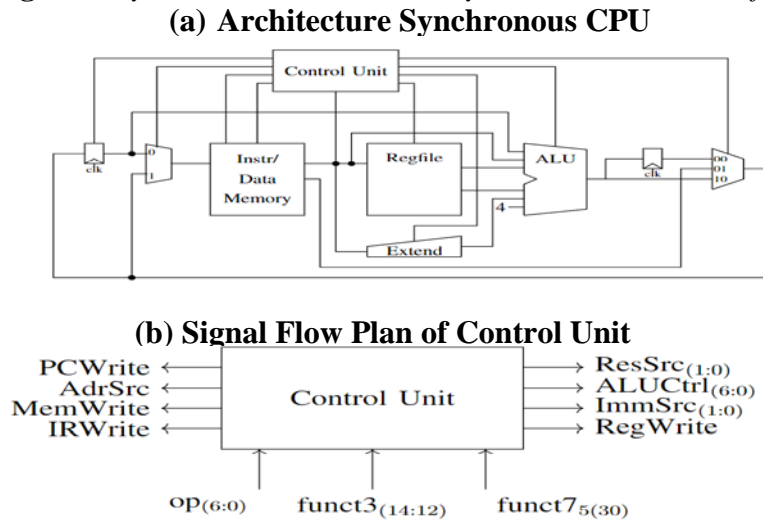 (a) Architecture Synchronous CPU
Control Unit
clk
0
1
Instr/
Data
Memory
Regfile
ALU
4
Extend
clk
00
01
10
(b) Signal Flow Plan of Control Unit
PCWrite
AdrSrc
MemWrite
IRWrite
Control Unit
ResSrc(1:0)
ALUCtrl(6:0)
ImmSrc(1:0)
RegWrite
op(6:0)
funct3(14:12)
funct75(30)